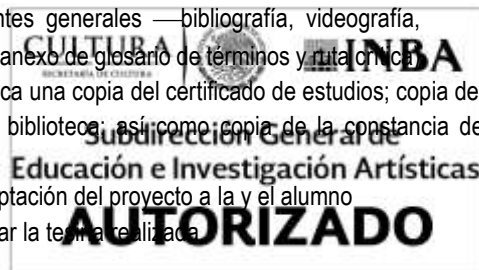 ntes generales —bibliografía, videografía,
CULTURA INBA
SECRETARÍA DE CULTURA
anexo de glosario de términos y ruta crítica
ca una copia del certificado de estudios; copia de
biblioteca; así como copia de la constancia de
Subdirección General de
Educación e Investigación Artísticas
ptación del proyecto a la y el alumno
ar la tesina realizada
AUTORIZADO